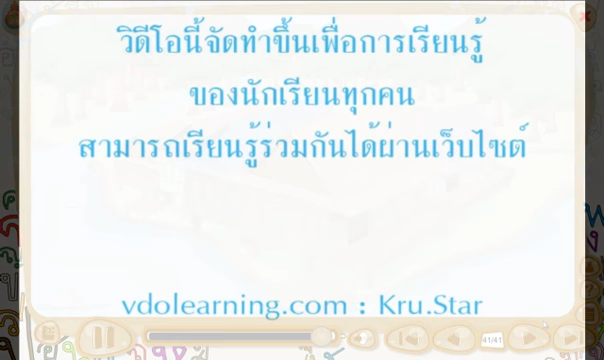 วิดีโอนี้จัดทำขึ้นเพื่อการเรียนรู้
ของนักเรียนทุกคน
สามารถเรียนรู้ร่วมกันได้ผ่านเว็บไซต์
vdolearning.com : Kru.Star
41/41